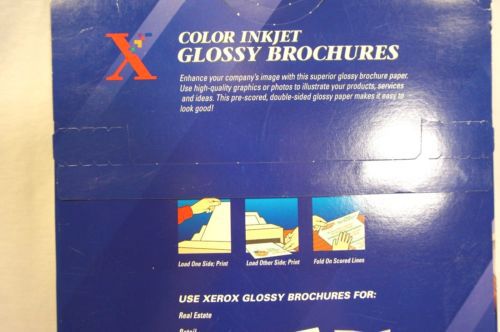 X
COLOR INKJET
GLOSSY BROCHURES
Enhance your company's image with this superior glossy brochure paper.
Use high-quality graphics or photos to illustrate your products, services
and ideas. This pre-scored, double-sided glossy paper makes it easy to
look good!
Load One Side; Print
Load Other Side; Print
Fold On Scored Lines
USE XEROX GLOSSY BROCHURES FOR:
Real Estate
Retail